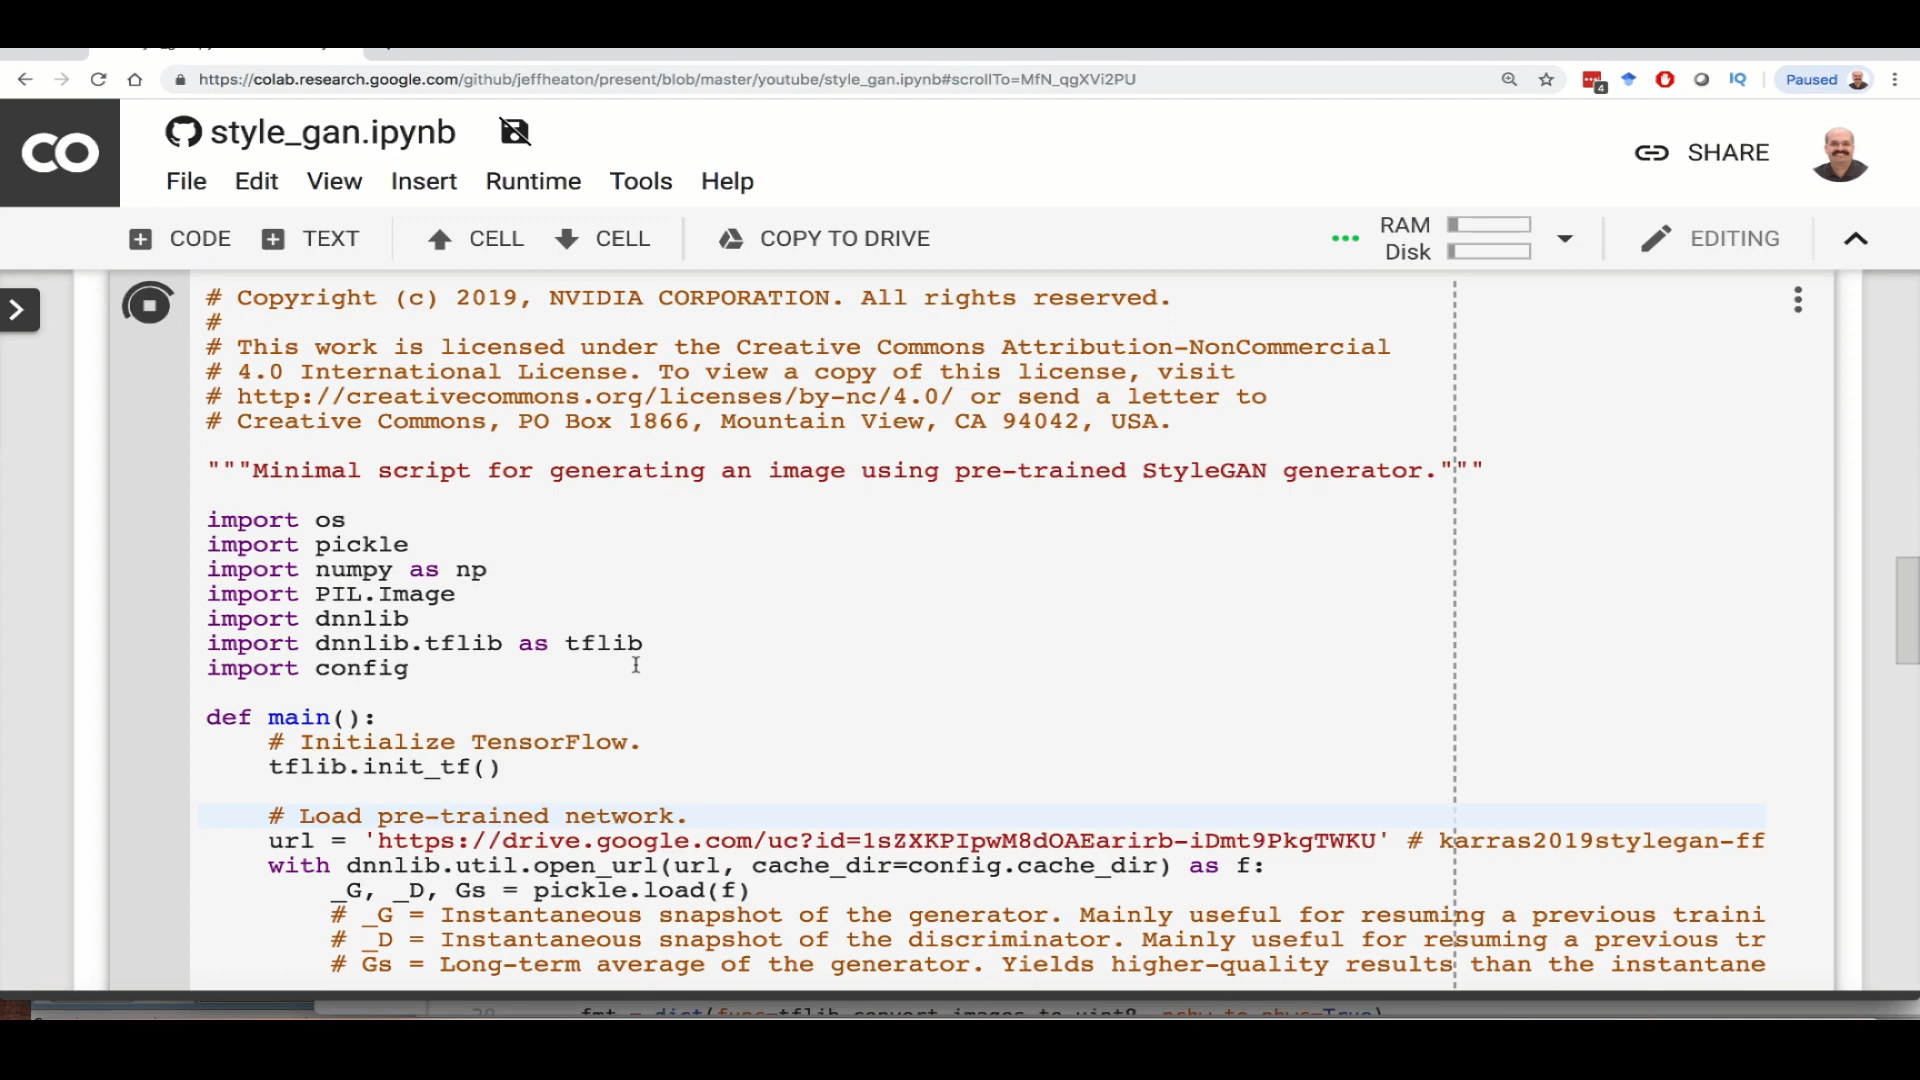 https://colab.research.google.com/github/jeffheaton/present/blob/master/youtube/style_gan.ipynb#scrollTo=MfN_qgXVi2PU
4
IQ
Paused
CO
style_gan.ipynb
SHARE
File Edit View Insert Runtime Tools Help
CODE TEXT CELL CELL COPY TO DRIVE RAM Disk EDITING
# Copyright (c) 2019, NVIDIA CORPORATION. All rights reserved.
#
# This work is licensed under the Creative Commons Attribution-NonCommercial
# 4.0 International License. To view a copy of this license, visit
# http://creativecommons.org/licenses/by-nc/4.0/ or send a letter to
# Creative Commons, PO Box 1866, Mountain View, CA 94042, USA.
"""Minimal script for generating an image using pre-trained StyleGAN generator."""
import os
import pickle
import numpy as np
import PIL.Image
import dnnlib
import dnnlib.tflib as tflib
import config
def main():
# Initialize TensorFlow.
tflib.init_tf()
# Load pre-trained network.
url = 'https://drive.google.com/uc?id=1sZXKPIpwM8dOAEarirb-iDmt9PkgTWKU' # karras2019stylegan-ff
with dnnlib.util.open_url(url, cache_dir=config.cache_dir) as f:
_G, _D, Gs = pickle.load(f)
# _G = Instantaneous snapshot of the generator. Mainly useful for resuming a previous traini
# _D = Instantaneous snapshot of the discriminator. Mainly useful for resuming a previous tr
# Gs = Long-term average of the generator. Yields higher-quality results than the instantane